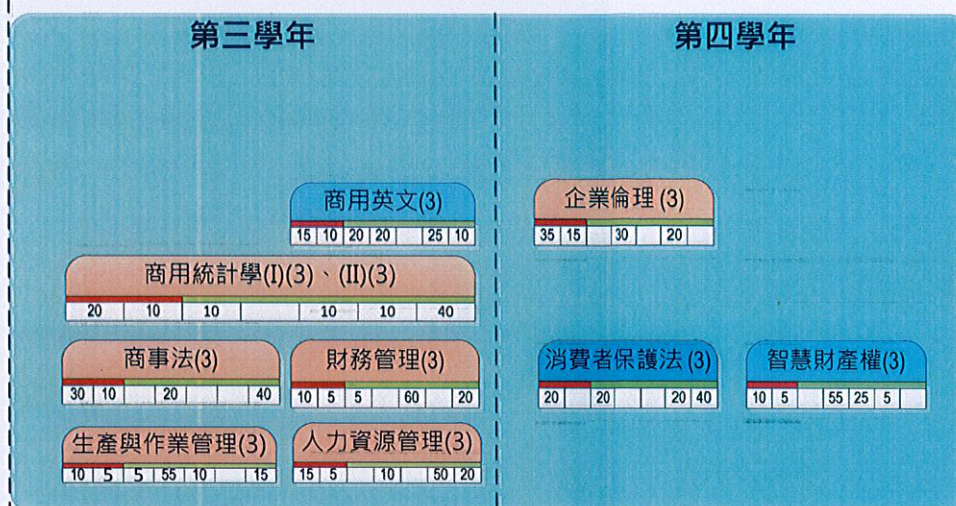 第三學年
第四學年
商用英文(3)
15 10 20 20 25 10
企業倫理 (3)
35 15 30 20
商用統計學(I)(3)、(II)(3)
20 10 10 10 10 40
商事法(3)
30 10 20 40
財務管理(3)
10 5 5 60 20
消費者保護法 (3)
20 20 20 40
智慧財產權(3)
10 5 55 25 5
生產與作業管理(3)
10 5 5 55 10 15
人力資源管理(3)
15 5 10 50 20